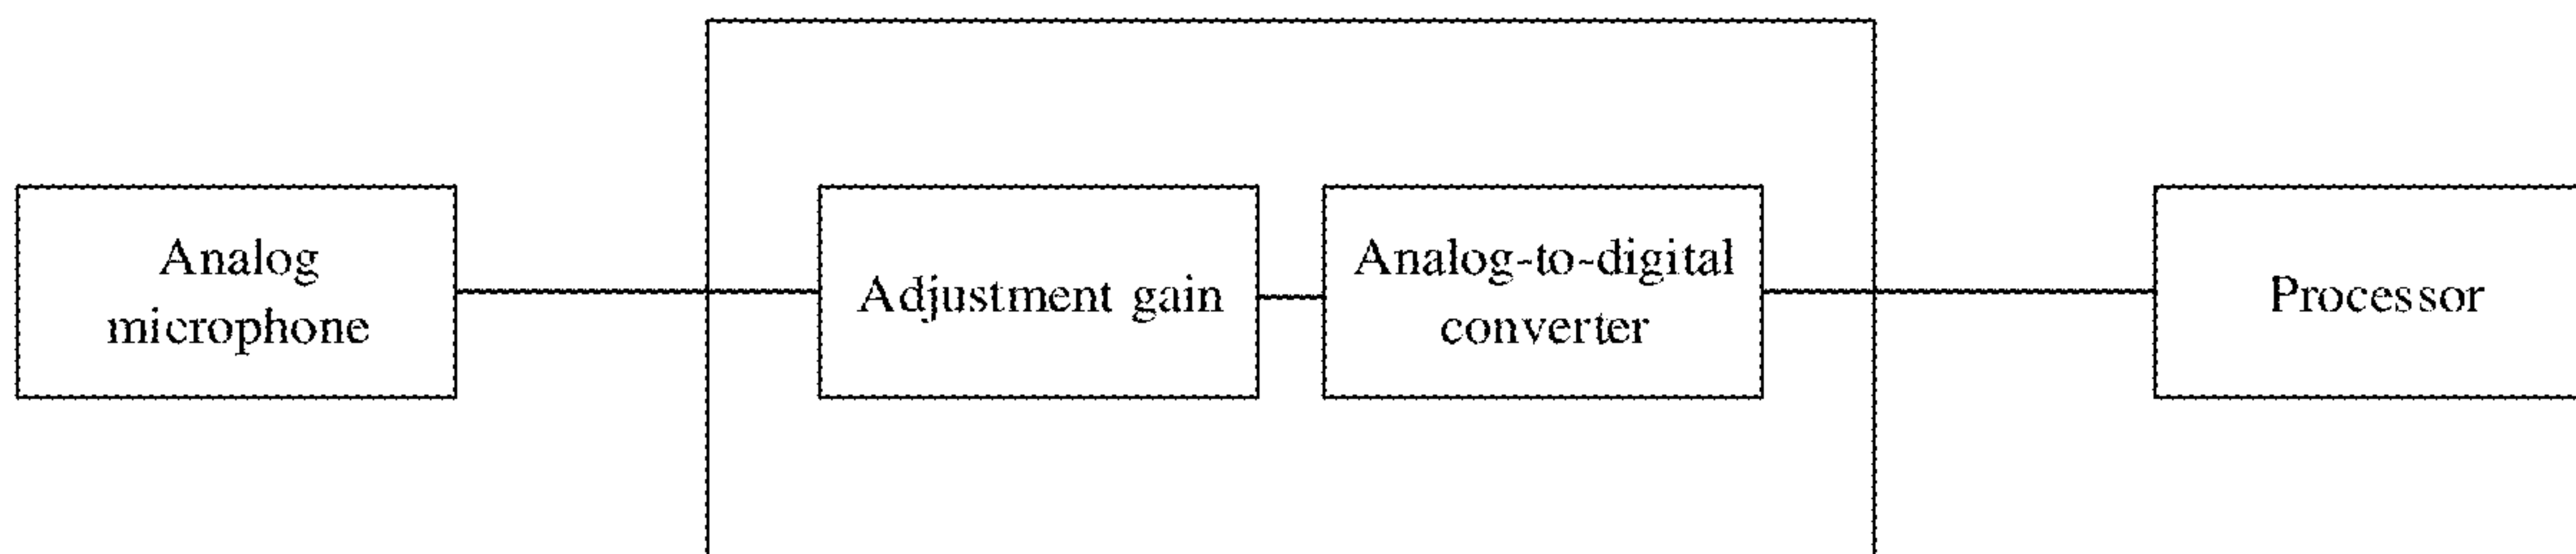 Analog
microphone
Adjustment gain
Analog-to-digital
converter
Processor